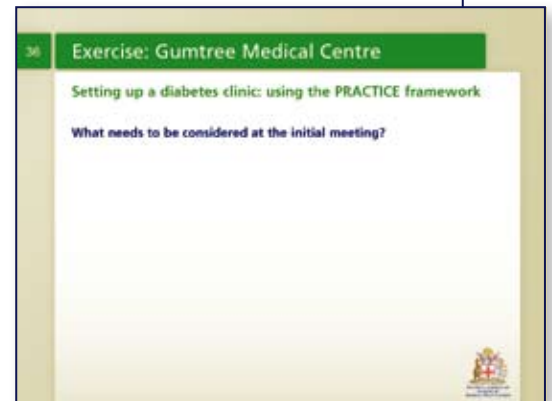 36
Exercise: Gumtree Medical Centre
Setting up a diabetes clinic: using the PRACTICE framework
What needs to be considered at the initial meeting?